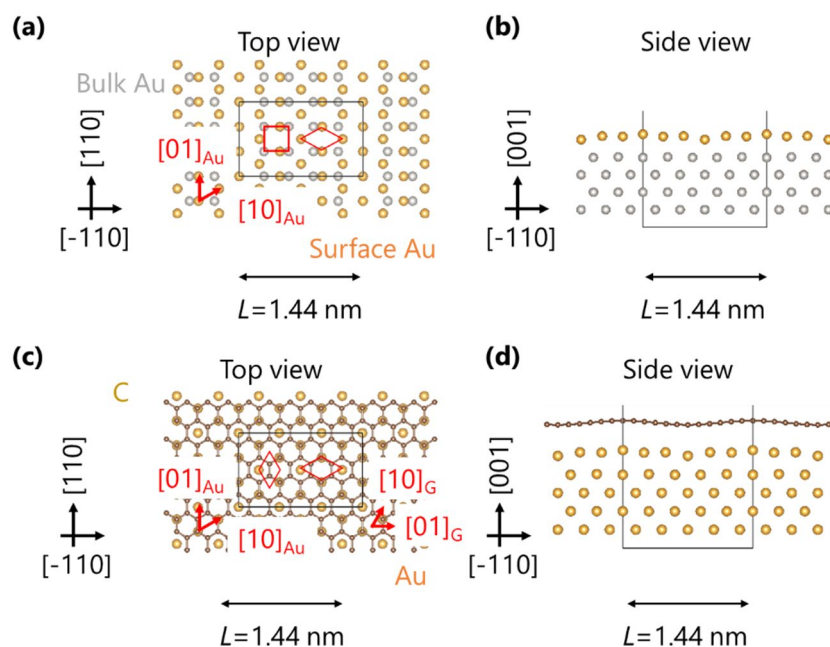 (a)
Top view
Bulk Au
[110]
[-110]
[01]Au
[10]Au
Surface Au
L=1.44 nm
(b)
Side view
[001]
[-110]
L=1.44 nm
(c)
Top view
C
[110]
[-110]
[01]Au
[10]Au
[10]G
[01]G
Au
L=1.44 nm
(d)
Side view
[001]
[-110]
L=1.44 nm